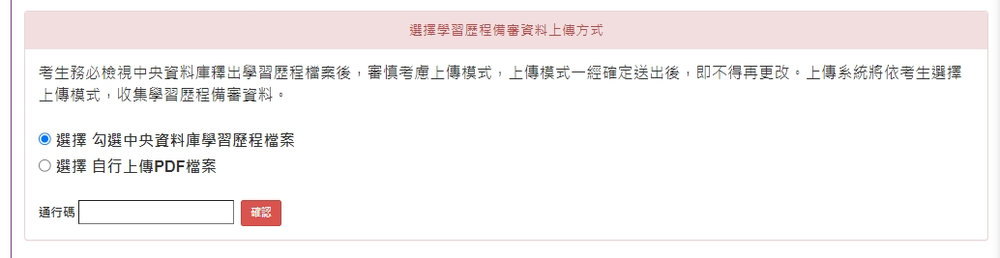 選擇學習歷程備審資料上傳方式
考生務必檢視中央資料庫釋出學習歷程檔案後，審慎考慮上傳模式，上傳模式一經確定送出後，即不得再更改。上傳系統將依考生選擇
上傳模式，收集學習歷程備審資料。
選擇 勾選中央資料庫學習歷程檔案
選擇 自行上傳PDF檔案
通行碼 確認